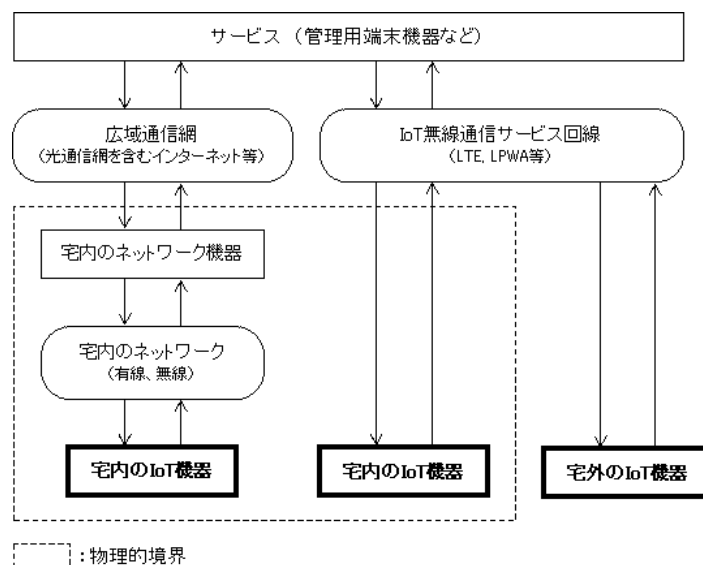 サービス（管理用端末機器など）
広域通信網
（光通信網を含むインターネット等）
IoT無線通信サービス回線
（LTE, LPWA等）
宅内のネットワーク機器
宅内のネットワーク
（有線、無線）
宅内のIoT機器
宅内のIoT機器
宅外のIoT機器
：物理的境界